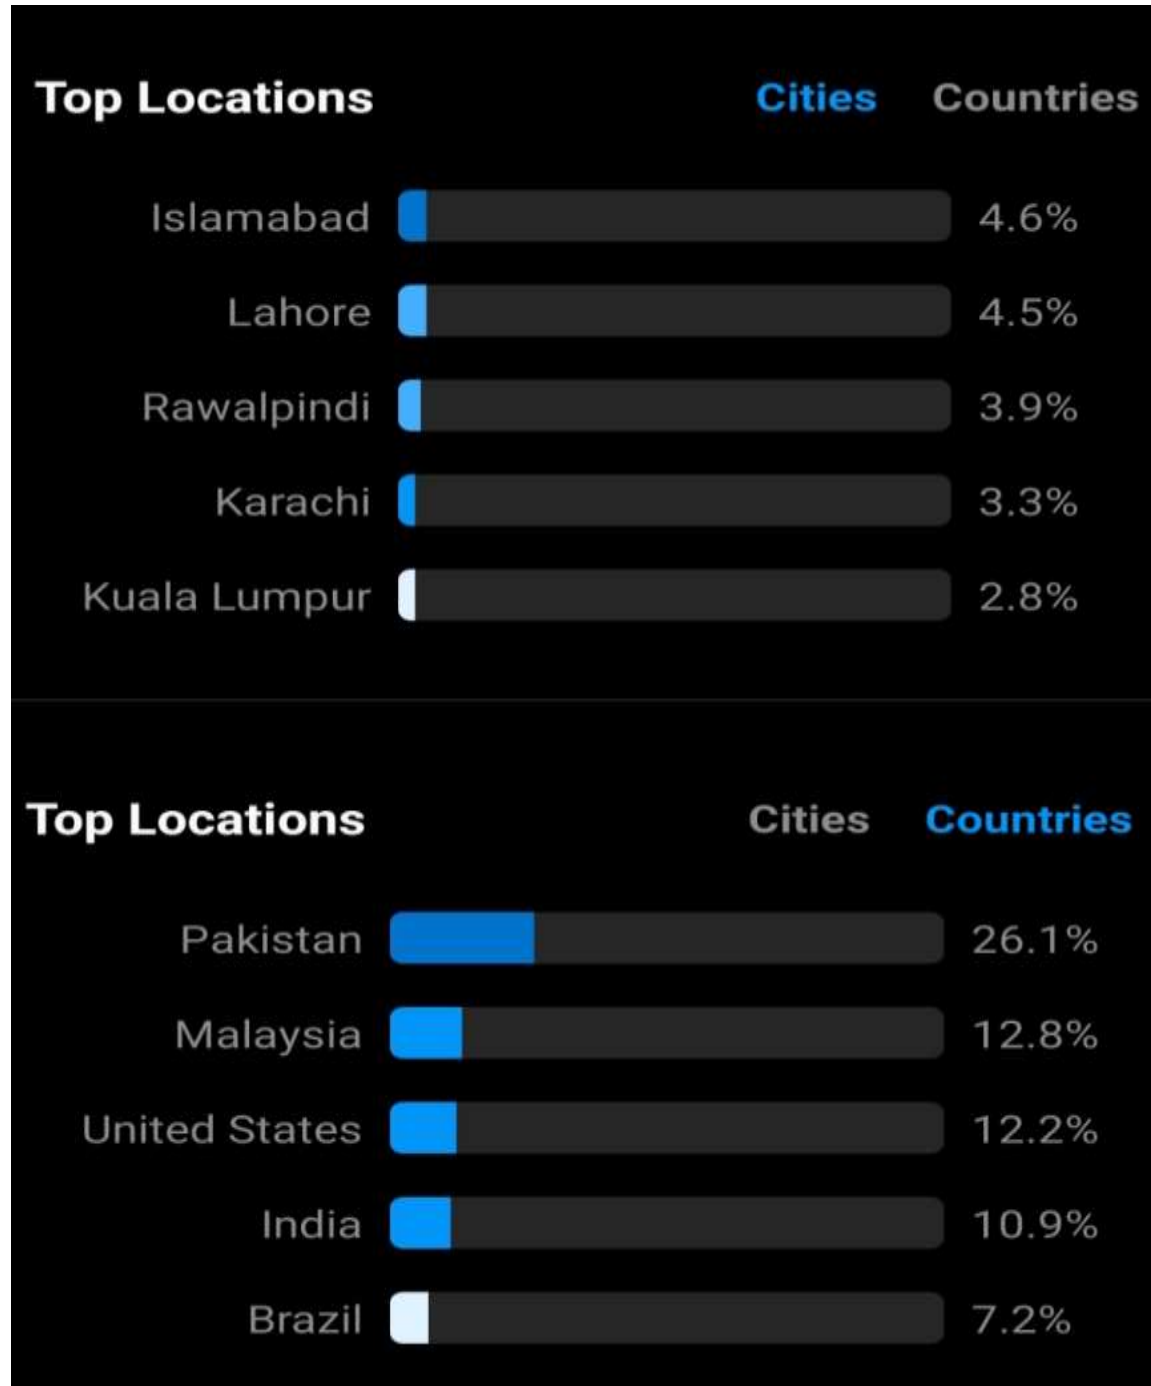 Top Locations Cities Countries
Islamabad 4.6%
Lahore 4.5%
Rawalpindi 3.9%
Karachi 3.3%
Kuala Lumpur 2.8%
Top Locations Cities Countries
Pakistan 26.1%
Malaysia 12.8%
United States 12.2%
India 10.9%
Brazil 7.2%